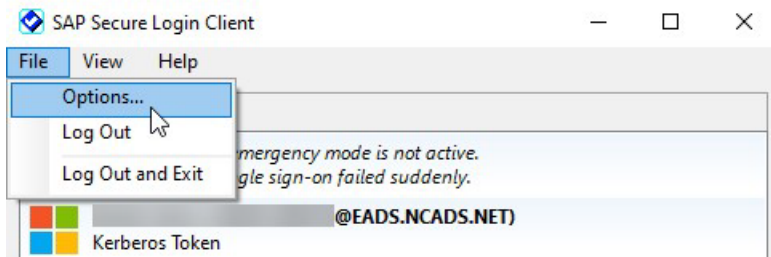 SAP Secure Login Client
File View Help
Options...
Log Out
mergency mode is not active.
Log Out and Exit
gle sign-on failed suddenly.
@EADS.NCADS.NET)
Kerberos Token